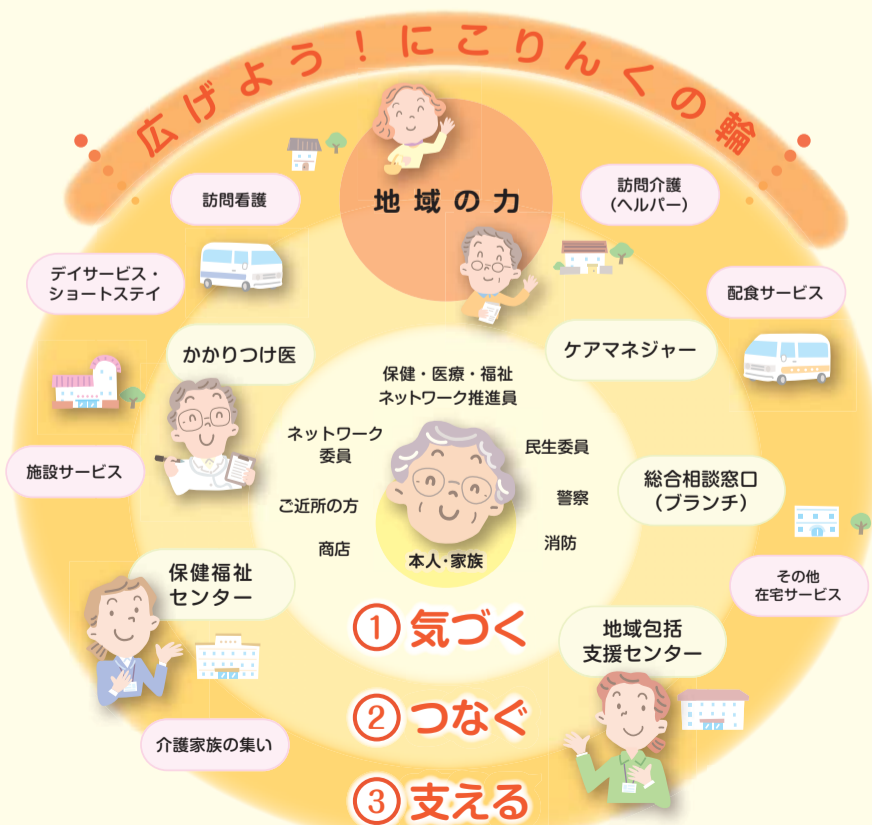 広げよう！にこりんくの輪
地域の力
訪問看護
訪問介護
（ヘルパー）
デイサービス・
ショートステイ
配食サービス
かかりつけ医
ケアマネジャー
保健・医療・福祉
ネットワーク推進員
ネットワーク
委員
民生委員
施設サービス
総合相談窓口
（ブランチ）
ご近所の方
警察
商店
消防
本人・家族
保健福祉
センター
その他
在宅サービス
①気づく
地域包括
支援センター
②つなぐ
介護家族の集い
③支える